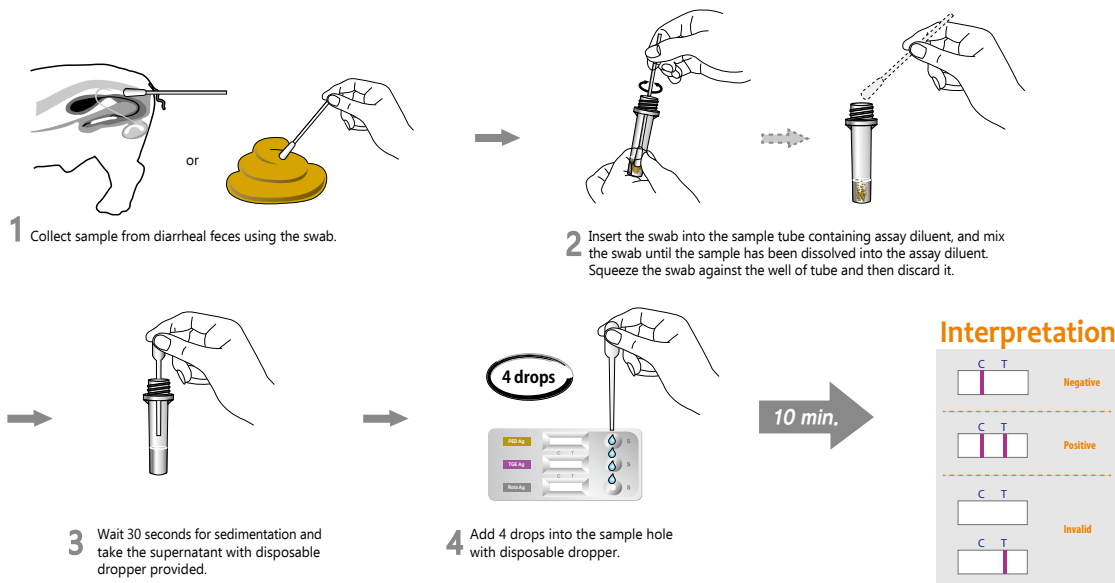 or
1 Collect sample from diarrheal feces using the swab.
2 Insert the swab into the sample tube containing assay diluent, and mix
the swab until the sample has been dissolved into the assay diluent.
Squeeze the swab against the well of tube and then discard it.
3 Wait 30 seconds for sedimentation and
take the supernatant with disposable
dropper provided.
4 drops
PED Ag
S
C T
TGE Ag
S
C T
Rota Ag
S
4 Add 4 drops into the sample hole
with disposable dropper.
10 min.
Interpretation
C T
Negative
C T
Positive
C T
Invalid
C T